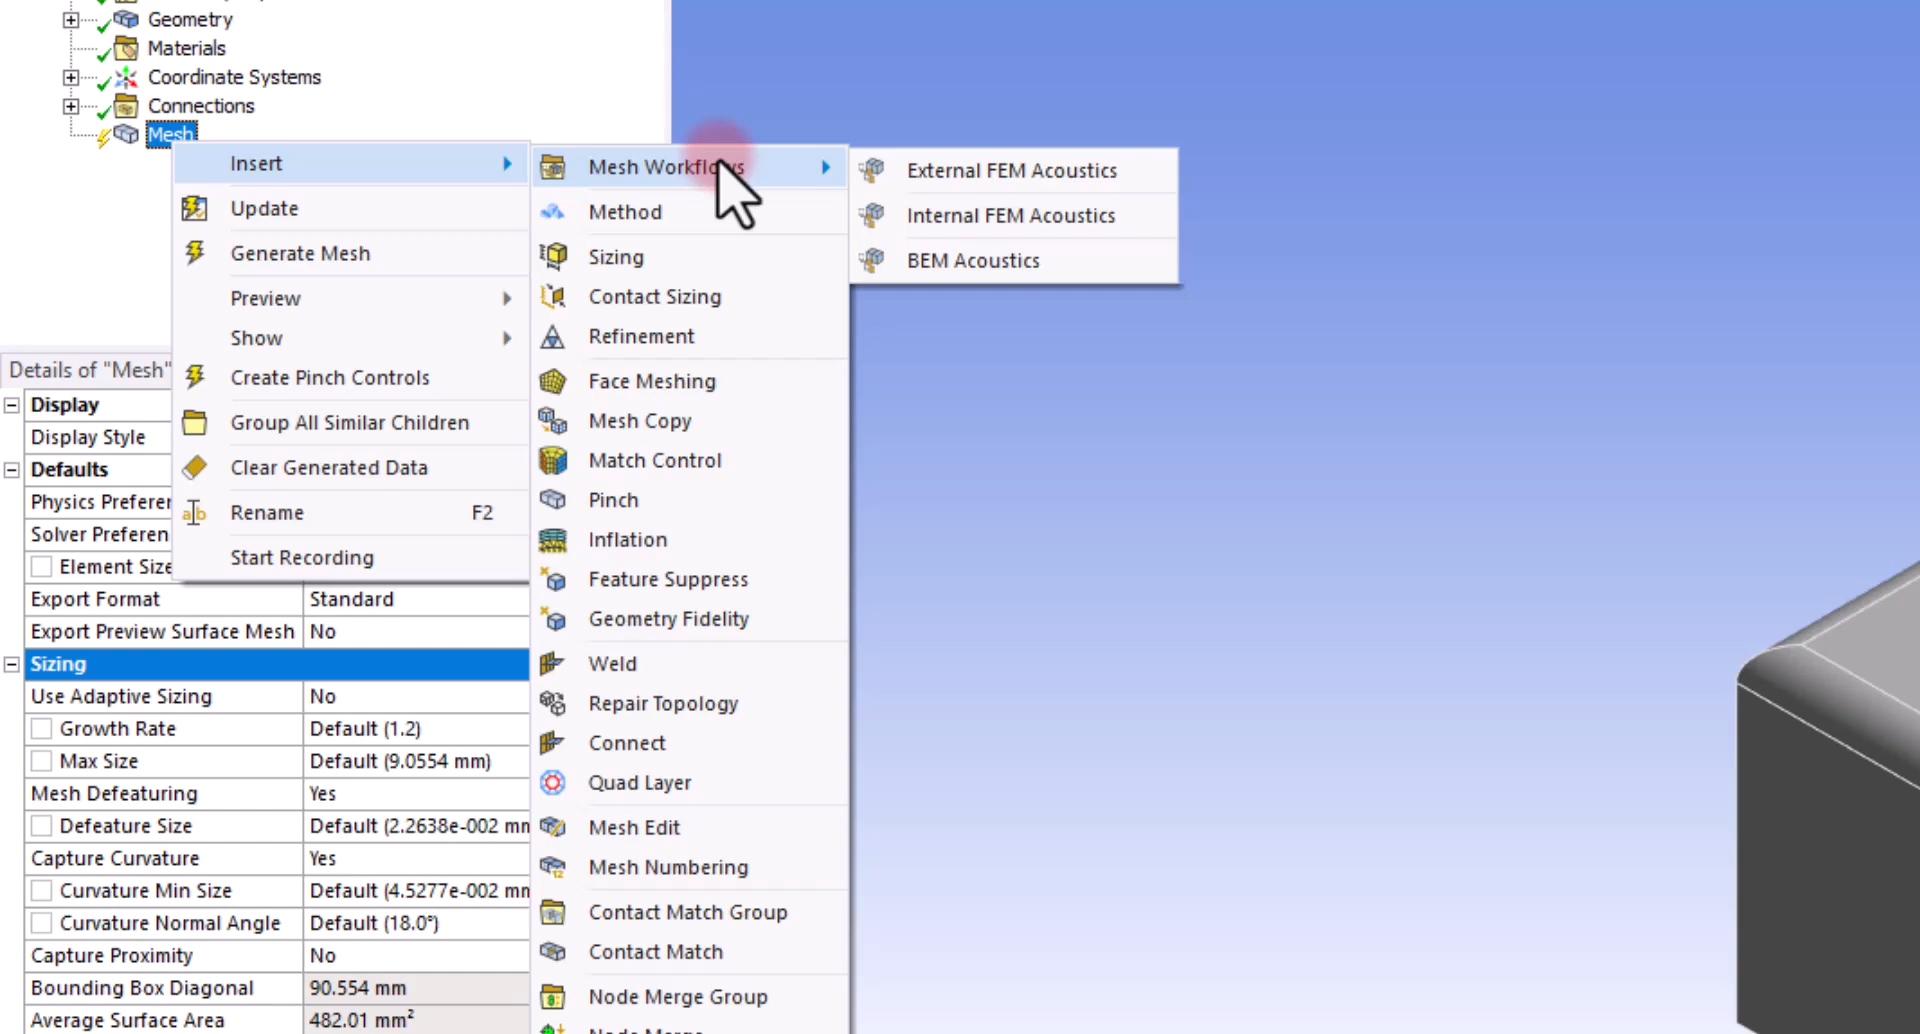 Geometry
Materials
Coordinate Systems
Connections
Mesh
Insert
Update
Generate Mesh
Preview
Show
Create Pinch Controls
Group All Similar Children
Clear Generated Data
Rename F2
Start Recording
Mesh Workflows
Method
Sizing
Contact Sizing
Refinement
Face Meshing
Mesh Copy
Match Control
Pinch
Inflation
Feature Suppress
Geometry Fidelity
Weld
Repair Topology
Connect
Quad Layer
Mesh Edit
Mesh Numbering
Contact Match Group
Contact Match
Node Merge Group
Node Merge
External FEM Acoustics
Internal FEM Acoustics
BEM Acoustics
Details of "Mesh"
Display
Display Style
Defaults
Physics Preferen
Solver Preferen
Element Size
Export Format Standard
Export Preview Surface Mesh No
Sizing
Use Adaptive Sizing No
Growth Rate Default (1.2)
Max Size Default (9.0554 mm)
Mesh Defeaturing Yes
Defeature Size Default (2.2638e-002 mm
Capture Curvature Yes
Curvature Min Size Default (4.5277e-002 mm
Curvature Normal Angle Default (18.0°)
Capture Proximity No
Bounding Box Diagonal 90.554 mm
Average Surface Area 482.01 mm²